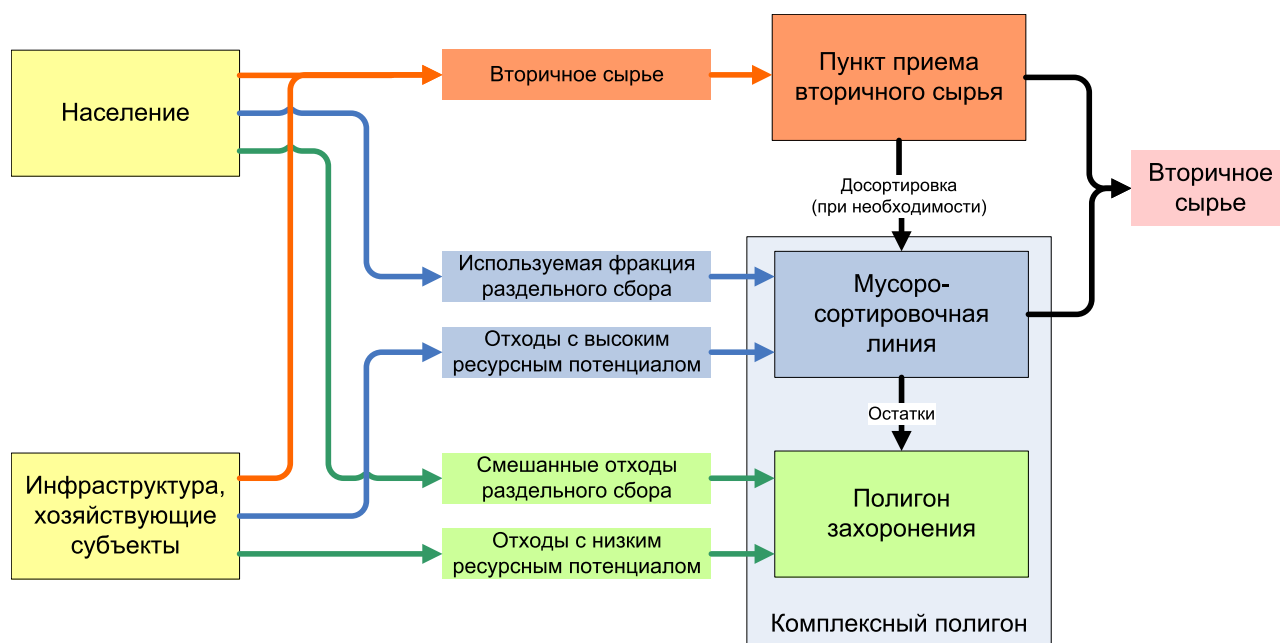 Население
Вторичное сырье
Пункт приема
вторичного сырья
Вторичное
сырье
Досортировка
(при необходимости)
Используемая фракция
раздельного сбора
Мусоро-
сортировочная
линия
Отходы с высоким
ресурсным потенциалом
Остатки
Инфраструктура,
хозяйствующие
субъекты
Смешанные отходы
раздельного сбора
Полигон
захоронения
Отходы с низким
ресурсным потенциалом
Комплексный полигон